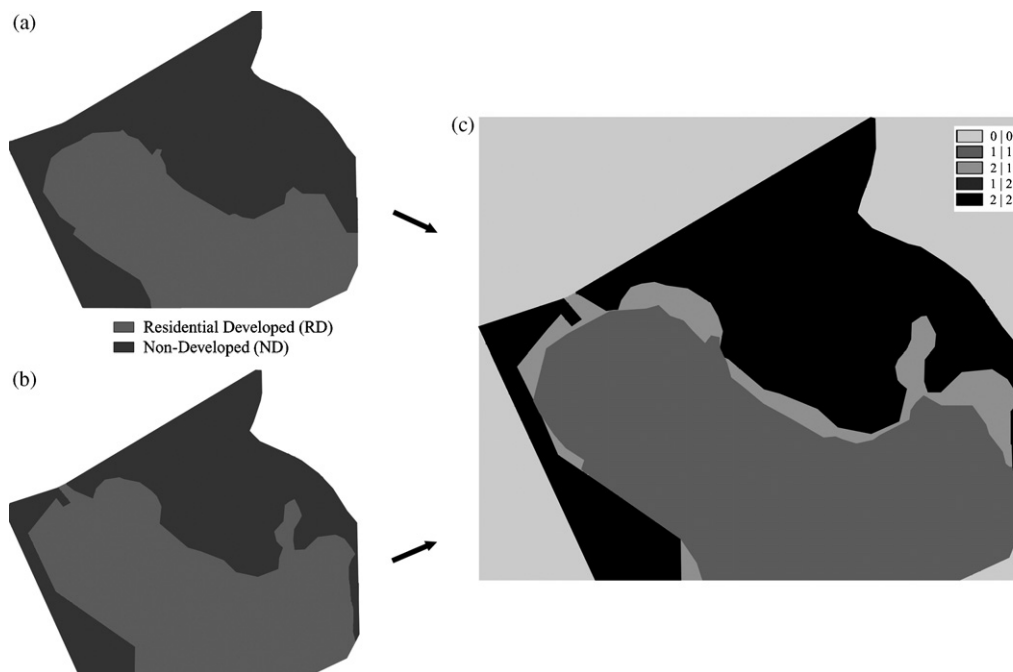 (a)
Residential Developed (RD)
Non-Developed (ND)
(b)
(c)
0 | 0
1 | 1
2 | 1
1 | 2
2 | 2